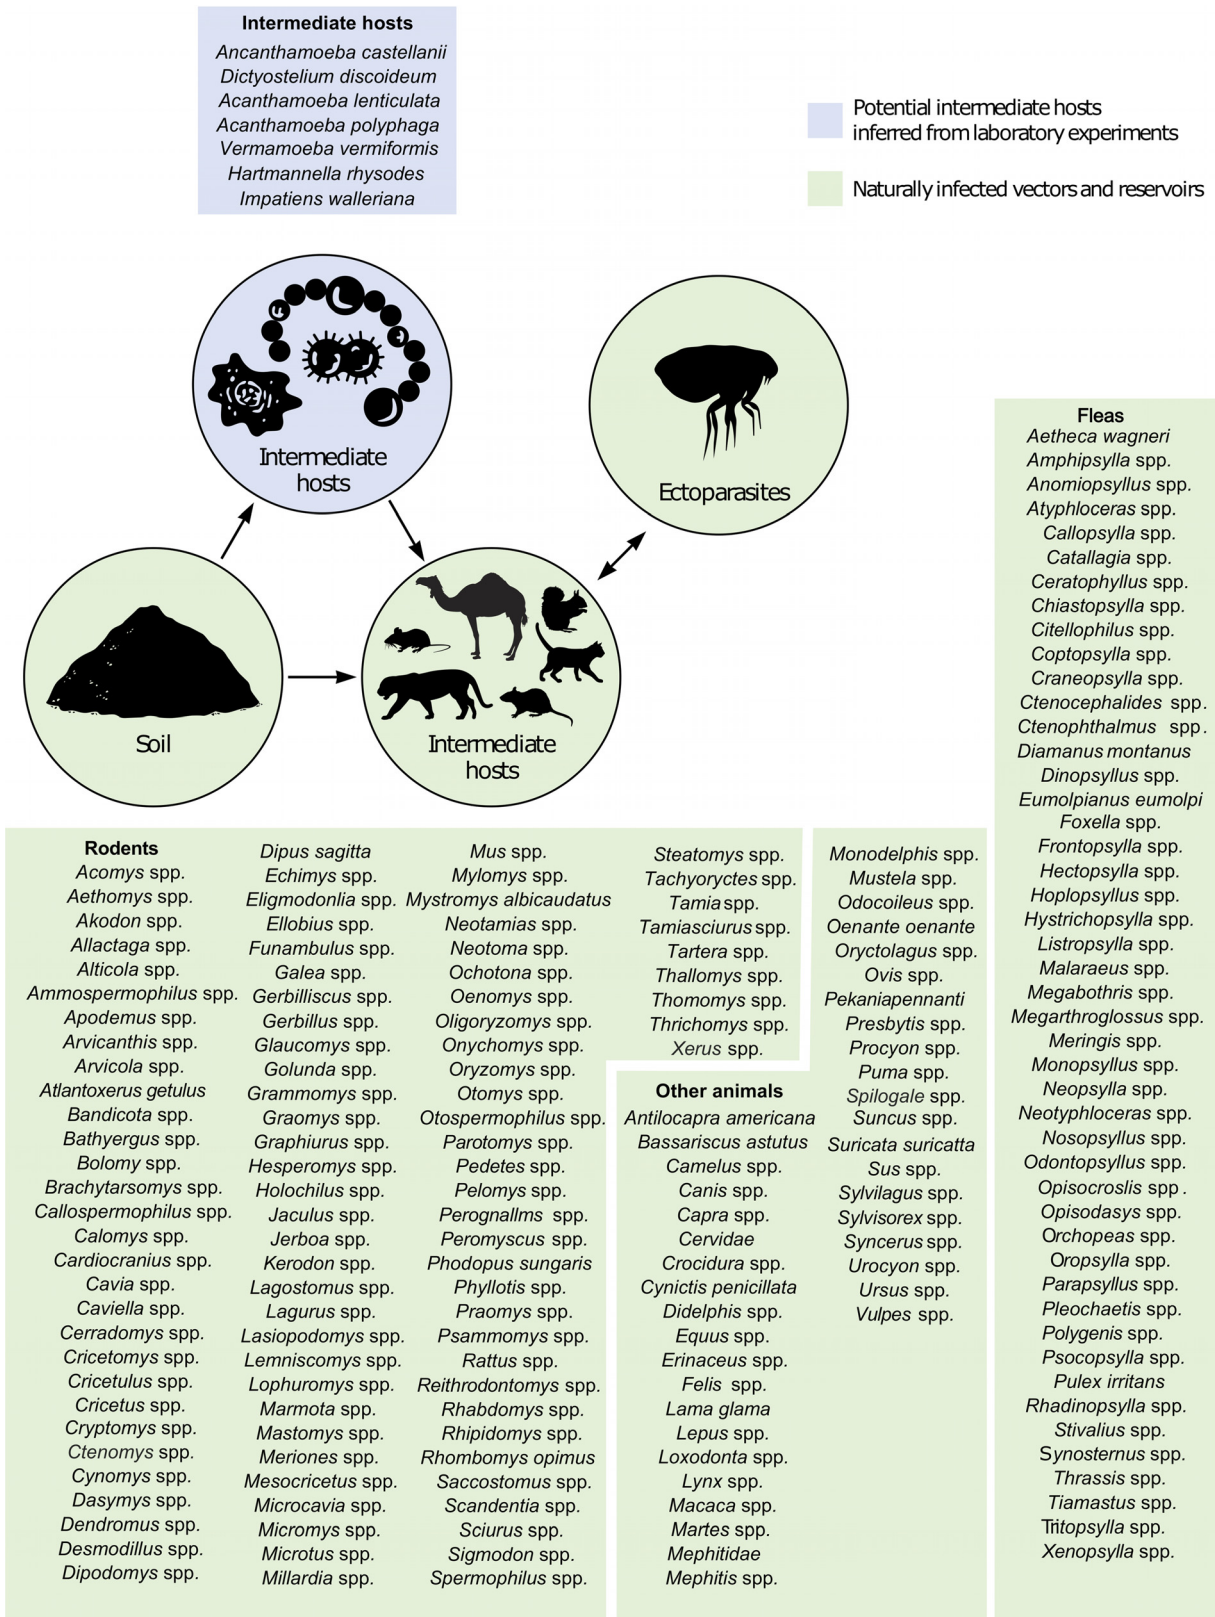 Intermediate hosts
Ancanthamoeba castellanii
Dictyostelium discoideum
Acanthamoeba lenticulata
Acanthamoeba polyphaga
Vermamoeba vermiformis
Hartmannella rhysodes
Impatiens walleriana
Potential intermediate hosts
inferred from laboratory experiments
Naturally infected vectors and reservoirs
Intermediate
hosts
Ectoparasites
Soil
Intermediate
hosts
Rodents
Acomys spp.
Aethomys spp.
Akodon spp.
Allactaga spp.
Alticola spp.
Ammospermophilus spp.
Apodemus spp.
Arvicanthis spp.
Arvicola spp.
Atlantoxerus getulus
Bandicota spp.
Bathyergus spp.
Bolomy spp.
Brachytarsomys spp.
Callospermophilus spp.
Calomys spp.
Cardiocranius spp.
Cavia spp.
Caviella spp.
Cerradomys spp.
Cricetomys spp.
Cricetulus spp.
Cricetus spp.
Cryptomys spp.
Ctenomys spp.
Cynomys spp.
Dasymys spp.
Dendromus spp.
Desmodillus spp.
Dipodomys spp.
Dipus sagitta
Echimys spp.
Eligmodonlia spp.
Ellobius spp.
Funambulus spp.
Galea spp.
Gerbilliscus spp.
Gerbillus spp.
Glaucomys spp.
Golunda spp.
Grammomys spp.
Graomys spp.
Graphiurus spp.
Hesperomys spp.
Holochilus spp.
Jaculus spp.
Jerboa spp.
Kerodon spp.
Lagostomus spp.
Lagurus spp.
Lasiopodomys spp.
Lemniscomys spp.
Lophuromys spp.
Marmota spp.
Mastomys spp.
Meriones spp.
Mesocricetus spp.
Microcavia spp.
Micromys spp.
Microtus spp.
Millardia spp.
Mus spp.
Mylomys spp.
Mystromys albicaudatus
Neotamias spp.
Neotoma spp.
Ochotona spp.
Oenomys spp.
Oligoryzomys spp.
Onychomys spp.
Oryzomys spp.
Otomys spp.
Otospermophilus spp.
Parotomys spp.
Pedetes spp.
Pelomys spp.
Perognallms spp.
Peromyscus spp.
Phodopus sungaris
Phyllotis spp.
Praomys spp.
Psammomys spp.
Rattus spp.
Reithrodontomys spp.
Rhabdomys spp.
Rhipidomys spp.
Rhombomys opimus
Saccostomus spp.
Scandentia spp.
Sciurus spp.
Sigmodon spp.
Spermophilus spp.
Steatomys spp.
Tachyoryctes spp.
Tamia spp.
Tamiasciurus spp.
Tartera spp.
Thallomys spp.
Thomomys spp.
Thrichomys spp.
Xerus spp.
Other animals
Antilocapra americana
Bassariscus astutus
Camelus spp.
Canis spp.
Capra spp.
Cervidae
Crocidura spp.
Cynictis penicillata
Didelphis spp.
Equus spp.
Erinaceus spp.
Felis spp.
Lama glama
Lepus spp.
Loxodonta spp.
Lynx spp.
Macaca spp.
Martes spp.
Mephitidae
Mephitis spp.
Monodelphis spp.
Mustela spp.
Odocoileus spp.
Oenante oenante
Oryctolagus spp.
Ovis spp.
Pekaniapennanti
Presbytis spp.
Procyon spp.
Puma spp.
Spilogale spp.
Suncus spp.
Suricata suricatta
Sus spp.
Sylvilagus spp.
Sylvisorex spp.
Syncerus spp.
Urocyon spp.
Ursus spp.
Vulpes spp.
Fleas
Aetheca wagneri
Amphipsylla spp.
Anomiopsyllus spp.
Atyphloceras spp.
Callopsylla spp.
Catallagia spp.
Ceratophyllus spp.
Chiastopsylla spp.
Citellophilus spp.
Coptopsylla spp.
Craneopsylla spp.
Ctenocephalides spp.
Ctenophthalmus spp.
Diamanus montanus
Dinopsyllus spp.
Eumolpianus eumolpi
Foxella spp.
Frontopsylla spp.
Hectopsylla spp.
Hoplopsyllus spp.
Hystrichopsylla spp.
Listropsylla spp.
Malaraeus spp.
Megabothris spp.
Megarthroglossus spp.
Meringis spp.
Monopsyllus spp.
Neopsylla spp.
Neotyphloceras spp.
Nosopsyllus spp.
Odontopsyllus spp.
Opisocroslis spp.
Opisodasys spp.
Orchopeas spp.
Oropsylla spp.
Parapsyllus spp.
Pleochaetis spp.
Polygenis spp.
Psocopsylla spp.
Pulex irritans
Rhadinopsylla spp.
Stivalius spp.
Synosternus spp.
Thrassis spp.
Tiamastus spp.
Tritopsylla spp.
Xenopsylla spp.